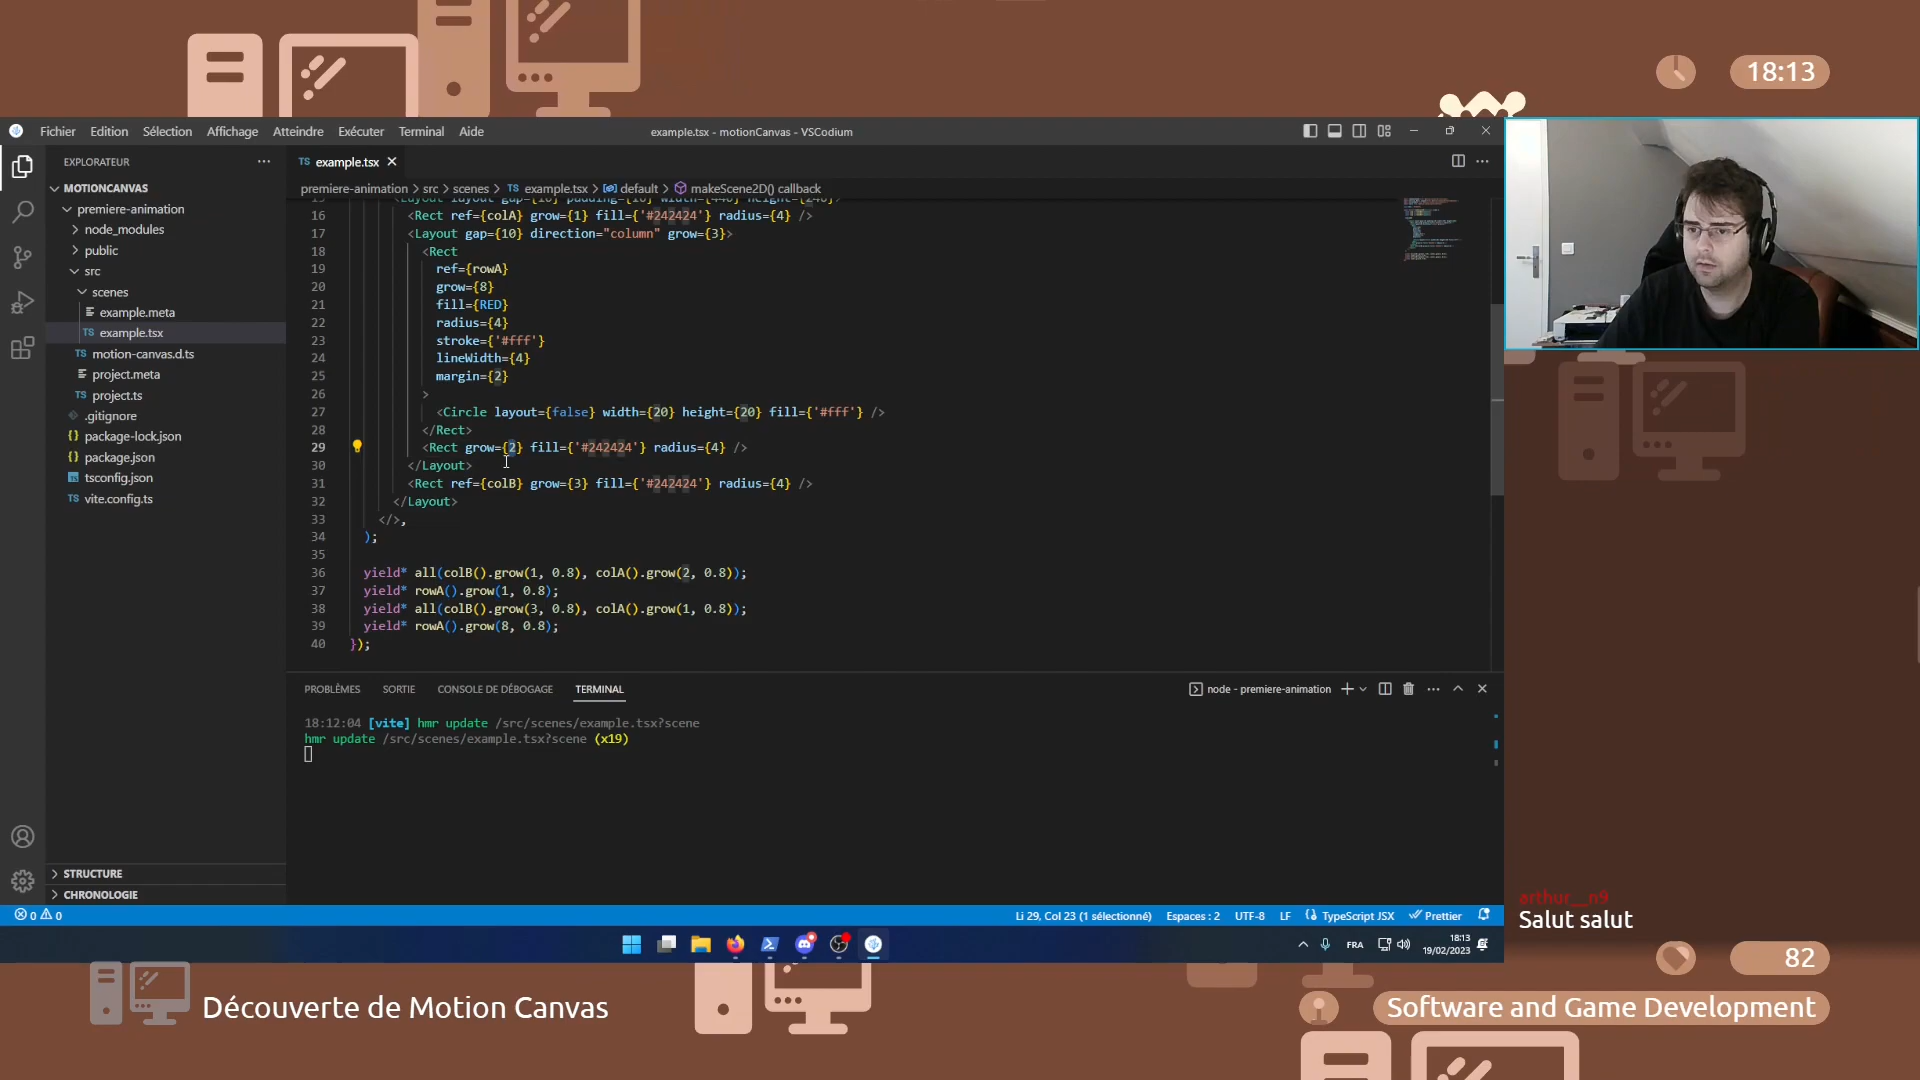 18:13
Fichier Edition Sélection Affichage Atteindre Exécuter Terminal Aide
example.tsx - motionCanvas - VSCodium
EXPLORATEUR
MOTIONCANVAS
premiere-animation
node_modules
public
src
scenes
example.meta
TS example.tsx
TS motion-canvas.d.ts
project.meta
TS project.ts
.gitignore
{} package-lock.json
{} package.json
tsconfig.json
TS vite.config.ts
STRUCTURE
CHRONOLOGIE
TS example.tsx
premiere-animation > src > scenes > TS example.tsx > default > makeScene2D() callback
16 <Rect ref={colA} grow={1} fill={'#242424'} radius={4} />
17 <Layout gap={10} direction="column" grow={3}>
18 <Rect
19 ref={rowA}
20 grow={8}
21 fill={RED}
22 radius={4}
23 stroke={'#fff'}
24 lineWidth={4}
25 margin={2}
26 >
27 <Circle layout={false} width={20} height={20} fill={'#fff'} />
28 </Rect>
29 <Rect grow={2} fill={'#242424'} radius={4} />
30 </Layout>
31 <Rect ref={colB} grow={3} fill={'#242424'} radius={4} />
32 </Layout>
33 </>,
34 );
35
36 yield* all(colB().grow(1, 0.8), colA().grow(2, 0.8));
37 yield* rowA().grow(1, 0.8);
38 yield* all(colB().grow(3, 0.8), colA().grow(1, 0.8));
39 yield* rowA().grow(8, 0.8);
40 });
PROBLÈMES SORTIE CONSOLE DE DÉBOGAGE TERMINAL
node - premiere-animation
18:12:04 [vite] hmr update /src/scenes/example.tsx?scene
hmr update /src/scenes/example.tsx?scene (x19)
0 0
Li 29, Col 23 (1 sélectionné) Espaces : 2 UTF-8 LF TypeScript JSX Prettier
FRA
18:13
19/02/2023
arthur__n9
Salut salut
82
Découverte de Motion Canvas
Software and Game Development